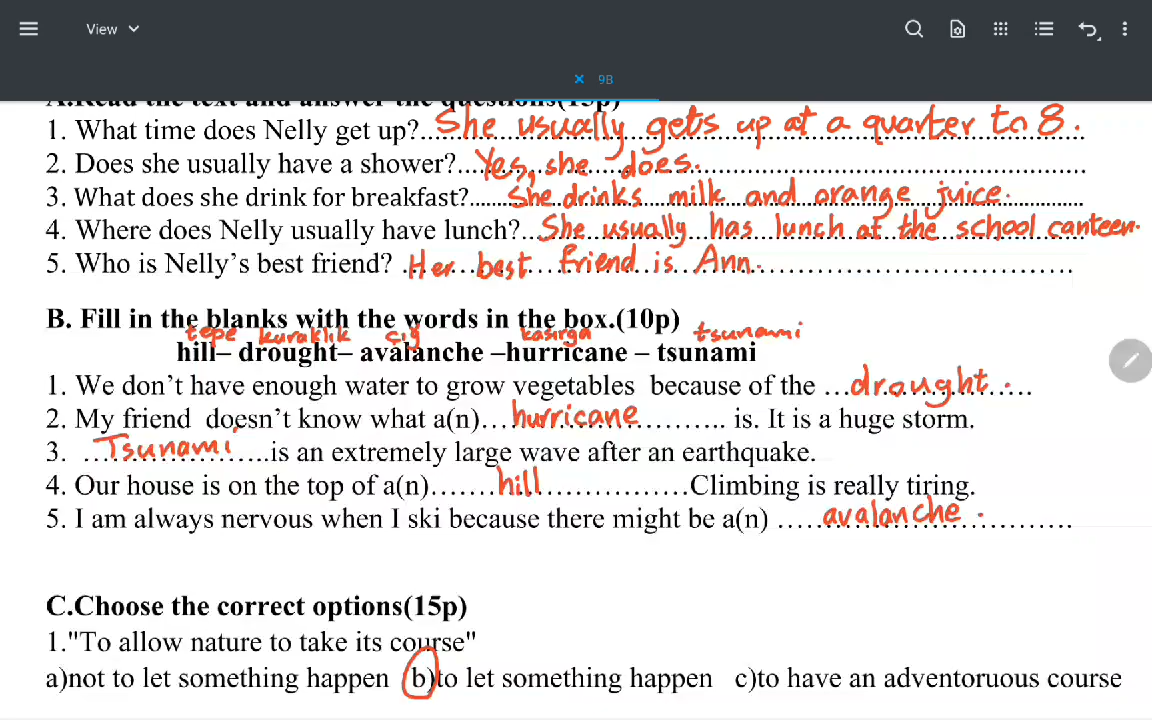 View
9B
A.Read the text and answer the questions(15p)
1. What time does Nelly get up?...She usually gets up at a quarter to 8.
2. Does she usually have a shower?...Yes, she does.
3. What does she drink for breakfast?...She drinks milk and orange juice.
4. Where does Nelly usually have lunch?...She usually has lunch at the school canteen.
5. Who is Nelly's best friend? ...Her best friend is Ann.
B. Fill in the blanks with the words in the box.(10p)
tepe kuraklık çığ kasırga tsunami
hill– drought– avalanche –hurricane – tsunami
1. We don't have enough water to grow vegetables because of the ...drought.
2. My friend doesn't know what a(n)...hurricane... is. It is a huge storm.
3. ...Tsunami...is an extremely large wave after an earthquake.
4. Our house is on the top of a(n)...hill...Climbing is really tiring.
5. I am always nervous when I ski because there might be a(n) ...avalanche.
C.Choose the correct options(15p)
1."To allow nature to take its course"
a)not to let something happen b)to let something happen c)to have an adventoruous course